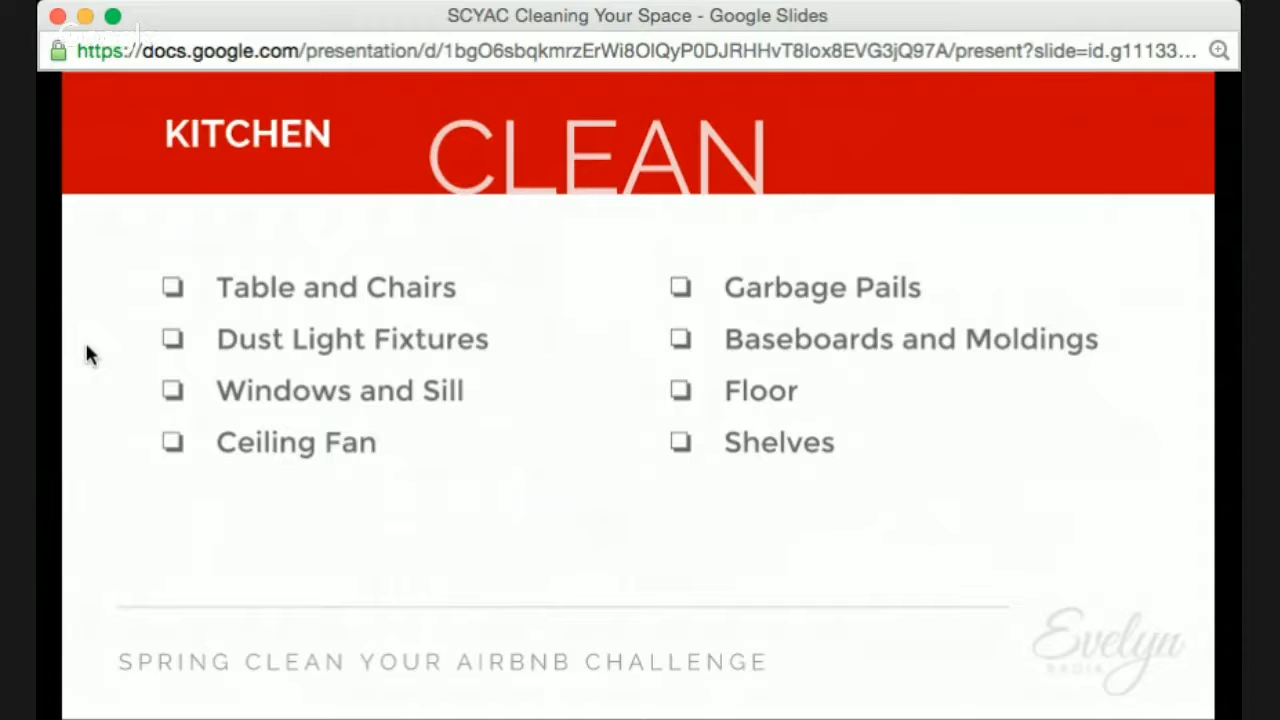 SCYAC Cleaning Your Space - Google Slides
https://docs.google.com/presentation/d/1bgO6sbqkmrzErWi8OlQyP0DJRHHvT8Iox8EVG3jQ97A/present?slide=id.g11133...
KITCHEN CLEAN
Table and Chairs
Dust Light Fixtures
Windows and Sill
Ceiling Fan
Garbage Pails
Baseboards and Moldings
Floor
Shelves
SPRING CLEAN YOUR AIRBNB CHALLENGE
Evelyn
BADIA